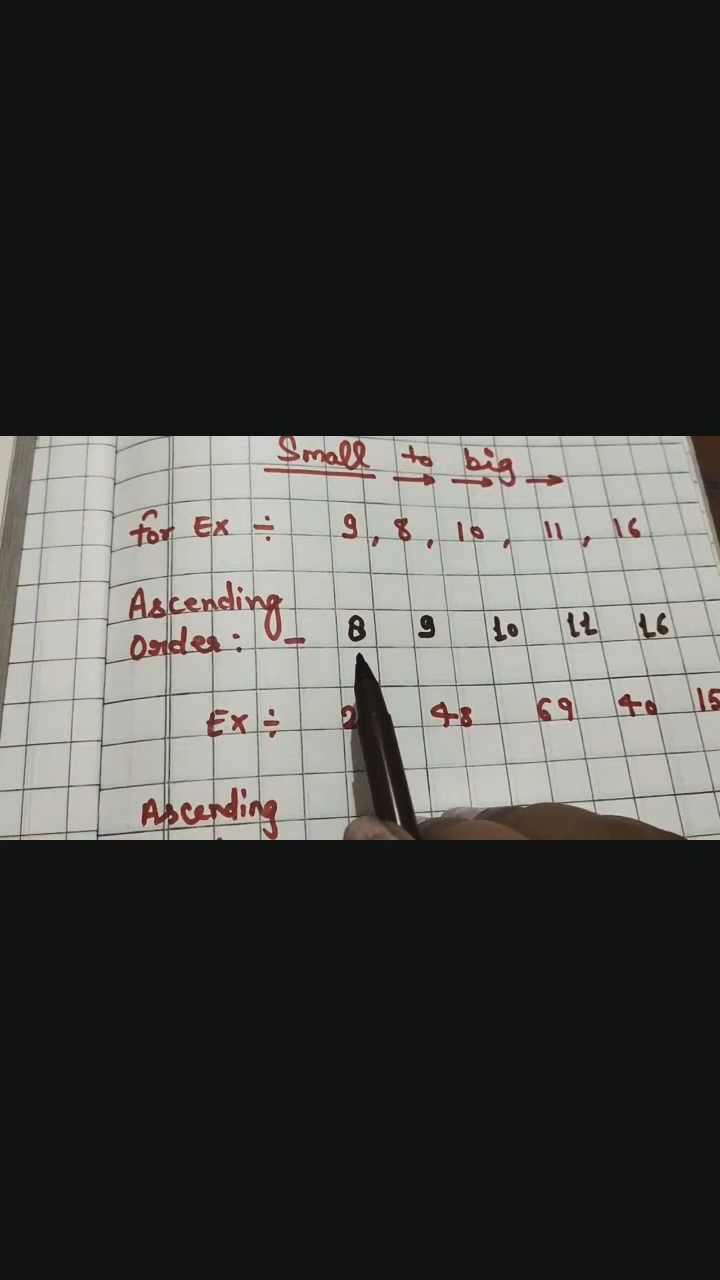 Small to big
for Ex ÷ 9, 8, 10, 11, 16
Ascending
Order: - 8 9 10 11 16
Ex ÷ 48 69 40 15
Ascending